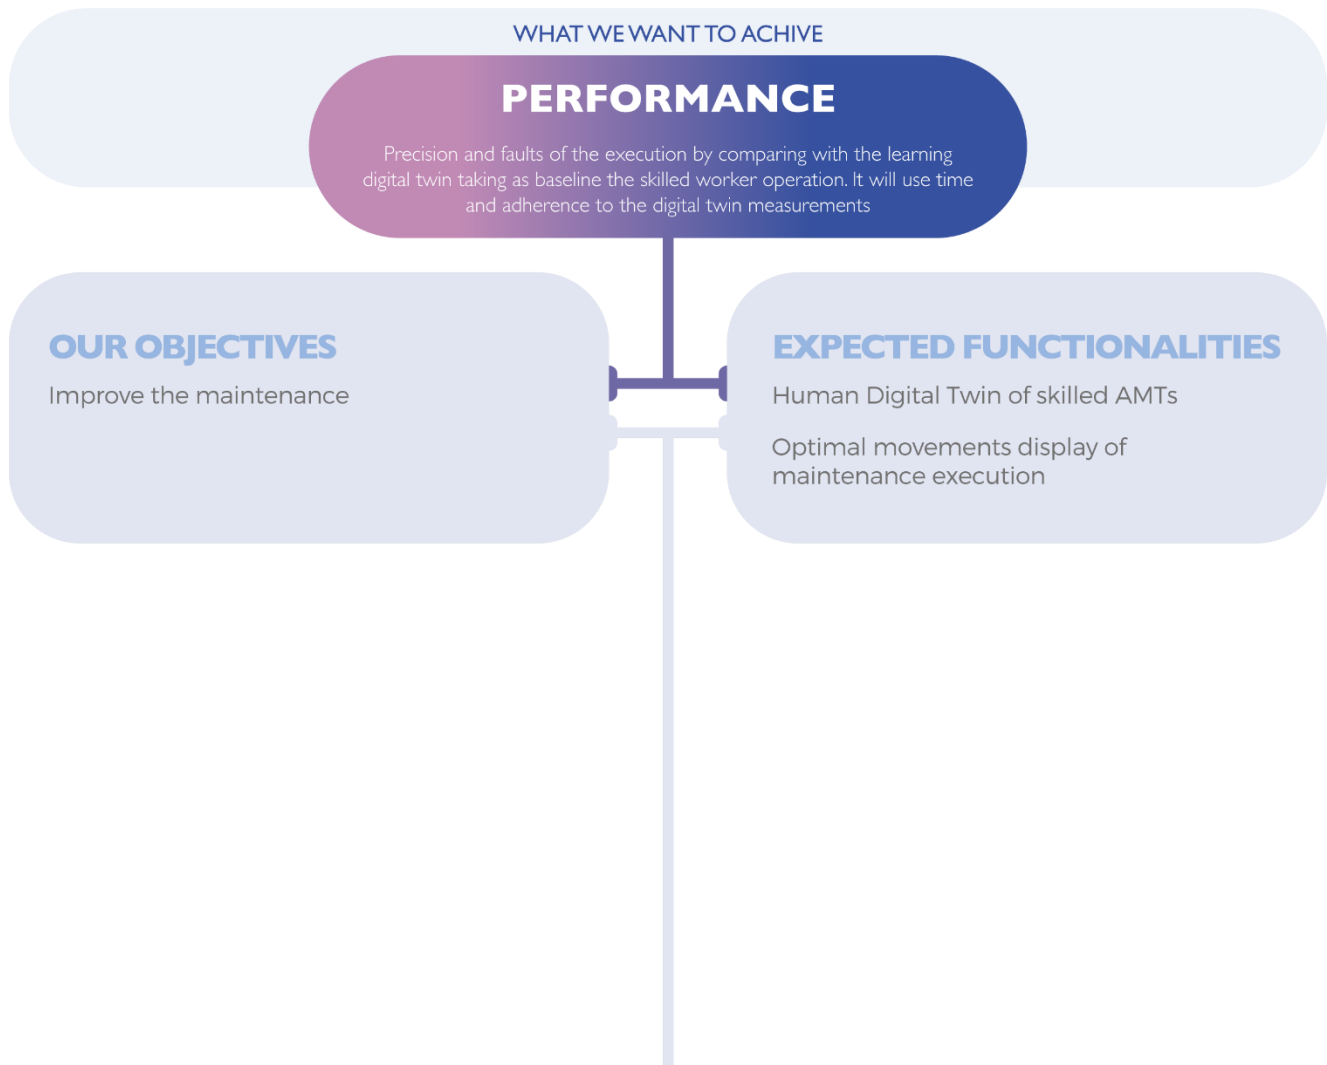 WHAT WE WANT TO ACHIVE
PERFORMANCE
Precision and faults of the execution by comparing with the learning
digital twin taking as baseline the skilled worker operation. It will use time
and adherence to the digital twin measurements
OUR OBJECTIVES
Improve the maintenance
EXPECTED FUNCTIONALITIES
Human Digital Twin of skilled AMTs
Optimal movements display of
maintenance execution